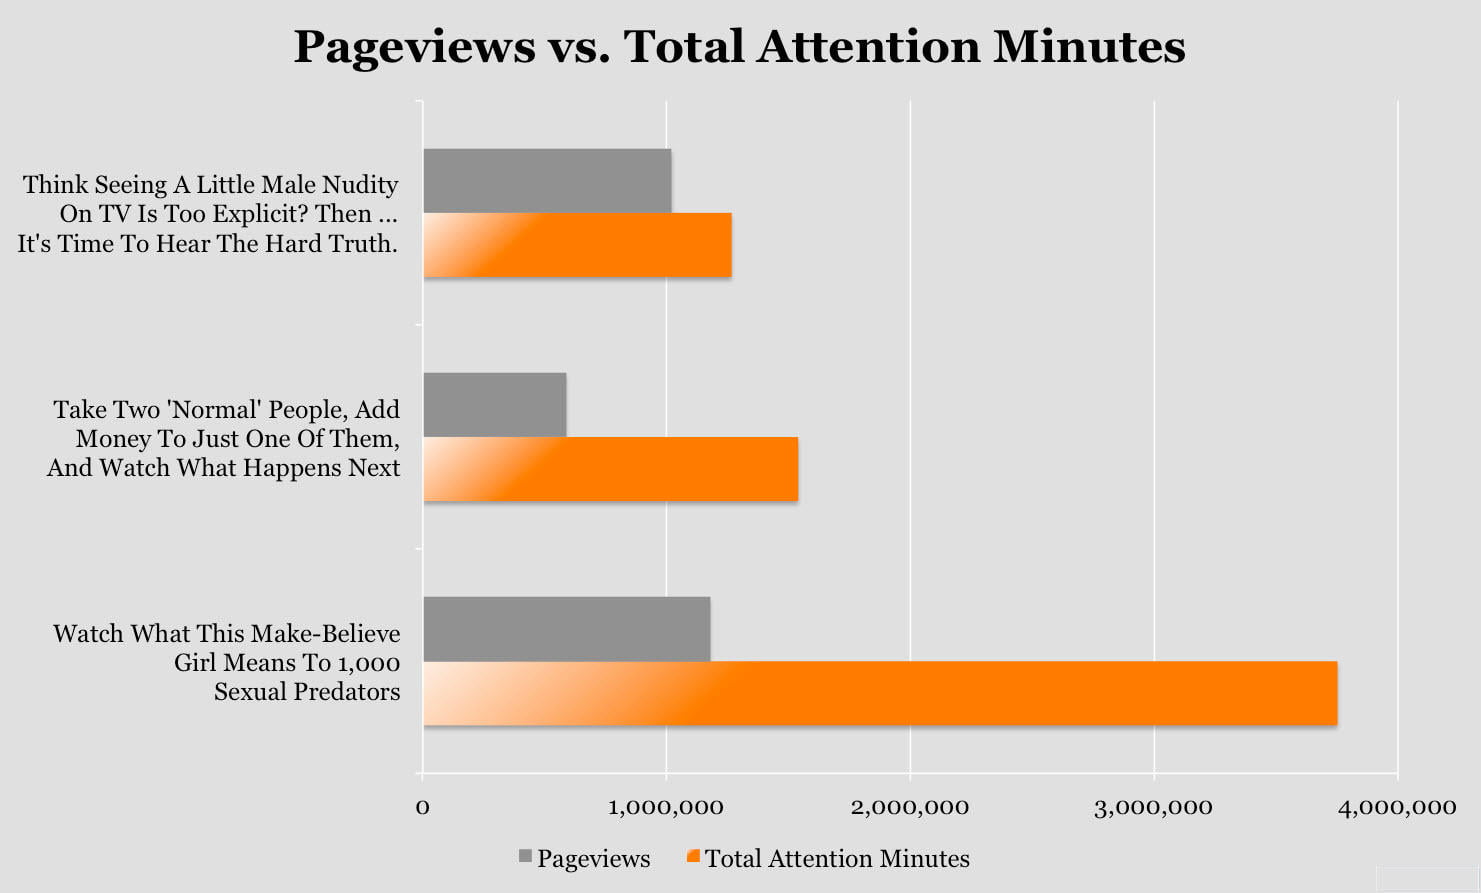 Pageviews vs. Total Attention Minutes
Think Seeing A Little Male Nudity
On TV Is Too Explicit? Then ...
It's Time To Hear The Hard Truth.
Take Two 'Normal' People, Add
Money To Just One Of Them,
And Watch What Happens Next
Watch What This Make-Believe
Girl Means To 1,000
Sexual Predators
0 1,000,000 2,000,000 3,000,000 4,000,000
Pageviews Total Attention Minutes